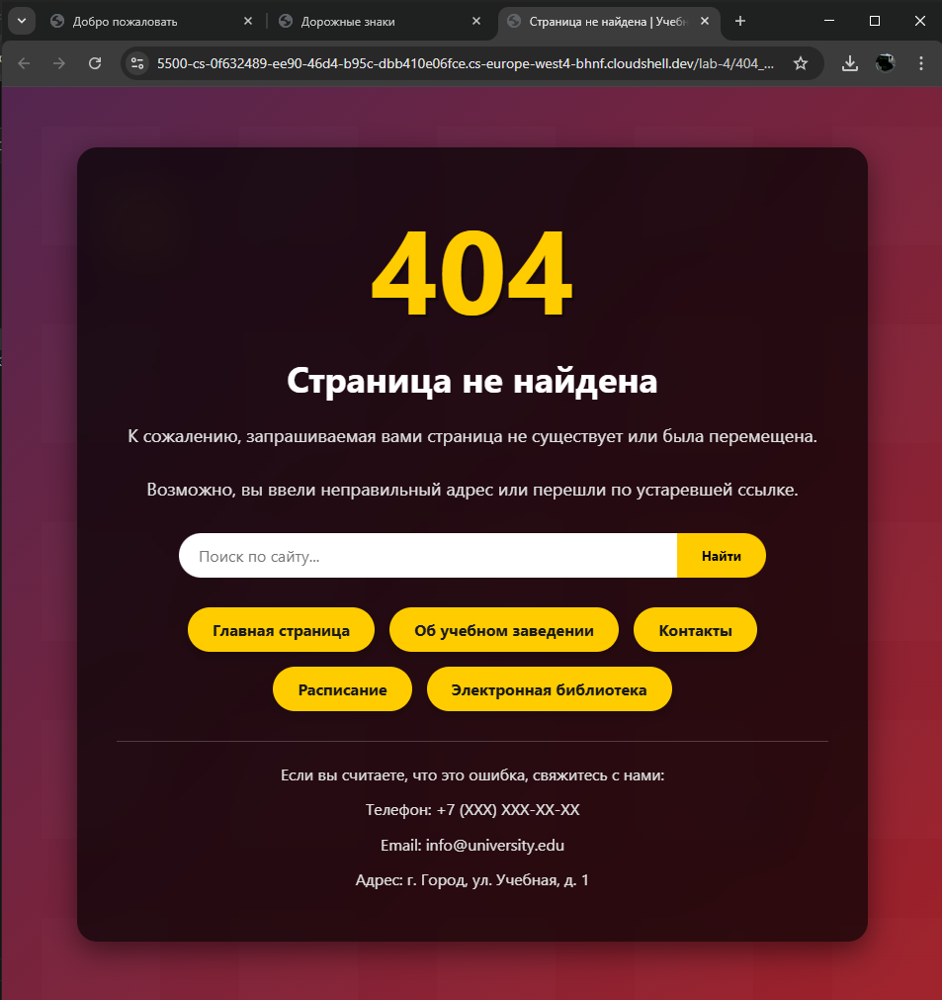 Добро пожаловать
Дорожные знаки
Страница не найдена | Учебн
5500-cs-0f632489-ee90-46d4-b95c-dbb410e06fce.cs-europe-west4-bhnf.cloudshell.dev/lab-4/404_...
404
Страница не найдена
К сожалению, запрашиваемая вами страница не существует или была перемещена.
Возможно, вы ввели неправильный адрес или перешли по устаревшей ссылке.
Поиск по сайту...
Найти
Главная страница
Об учебном заведении
Контакты
Расписание
Электронная библиотека
Если вы считаете, что это ошибка, свяжитесь с нами:
Телефон: +7 (XXX) XXX-XX-XX
Email: info@university.edu
Адрес: г. Город, ул. Учебная, д. 1